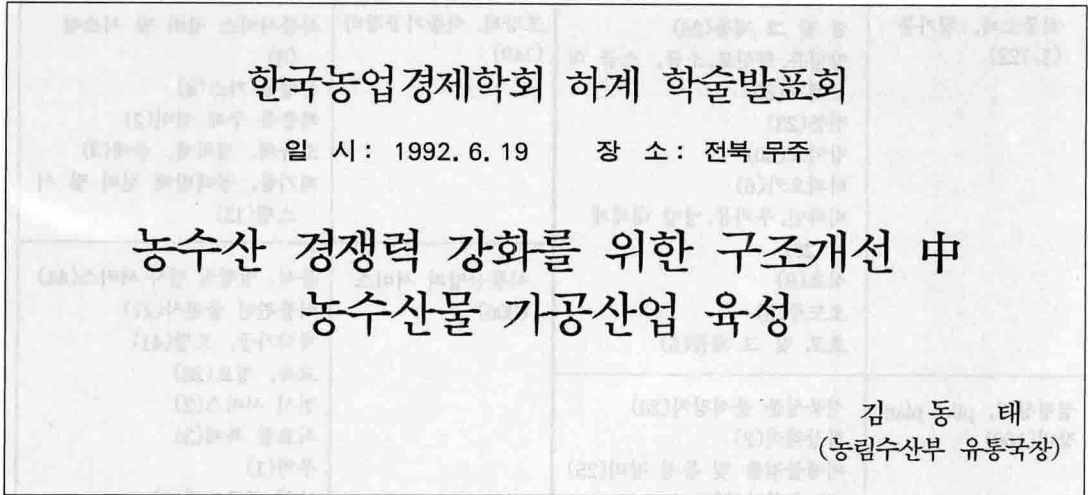 한국농업경제학회 하계 학술발표회
일 시 : 1992. 6. 19 장 소 : 전북 무주
농수산 경쟁력 강화를 위한 구조개선 中
농수산물 가공산업 육성
김 동 태
(농림수산부 유통국장)